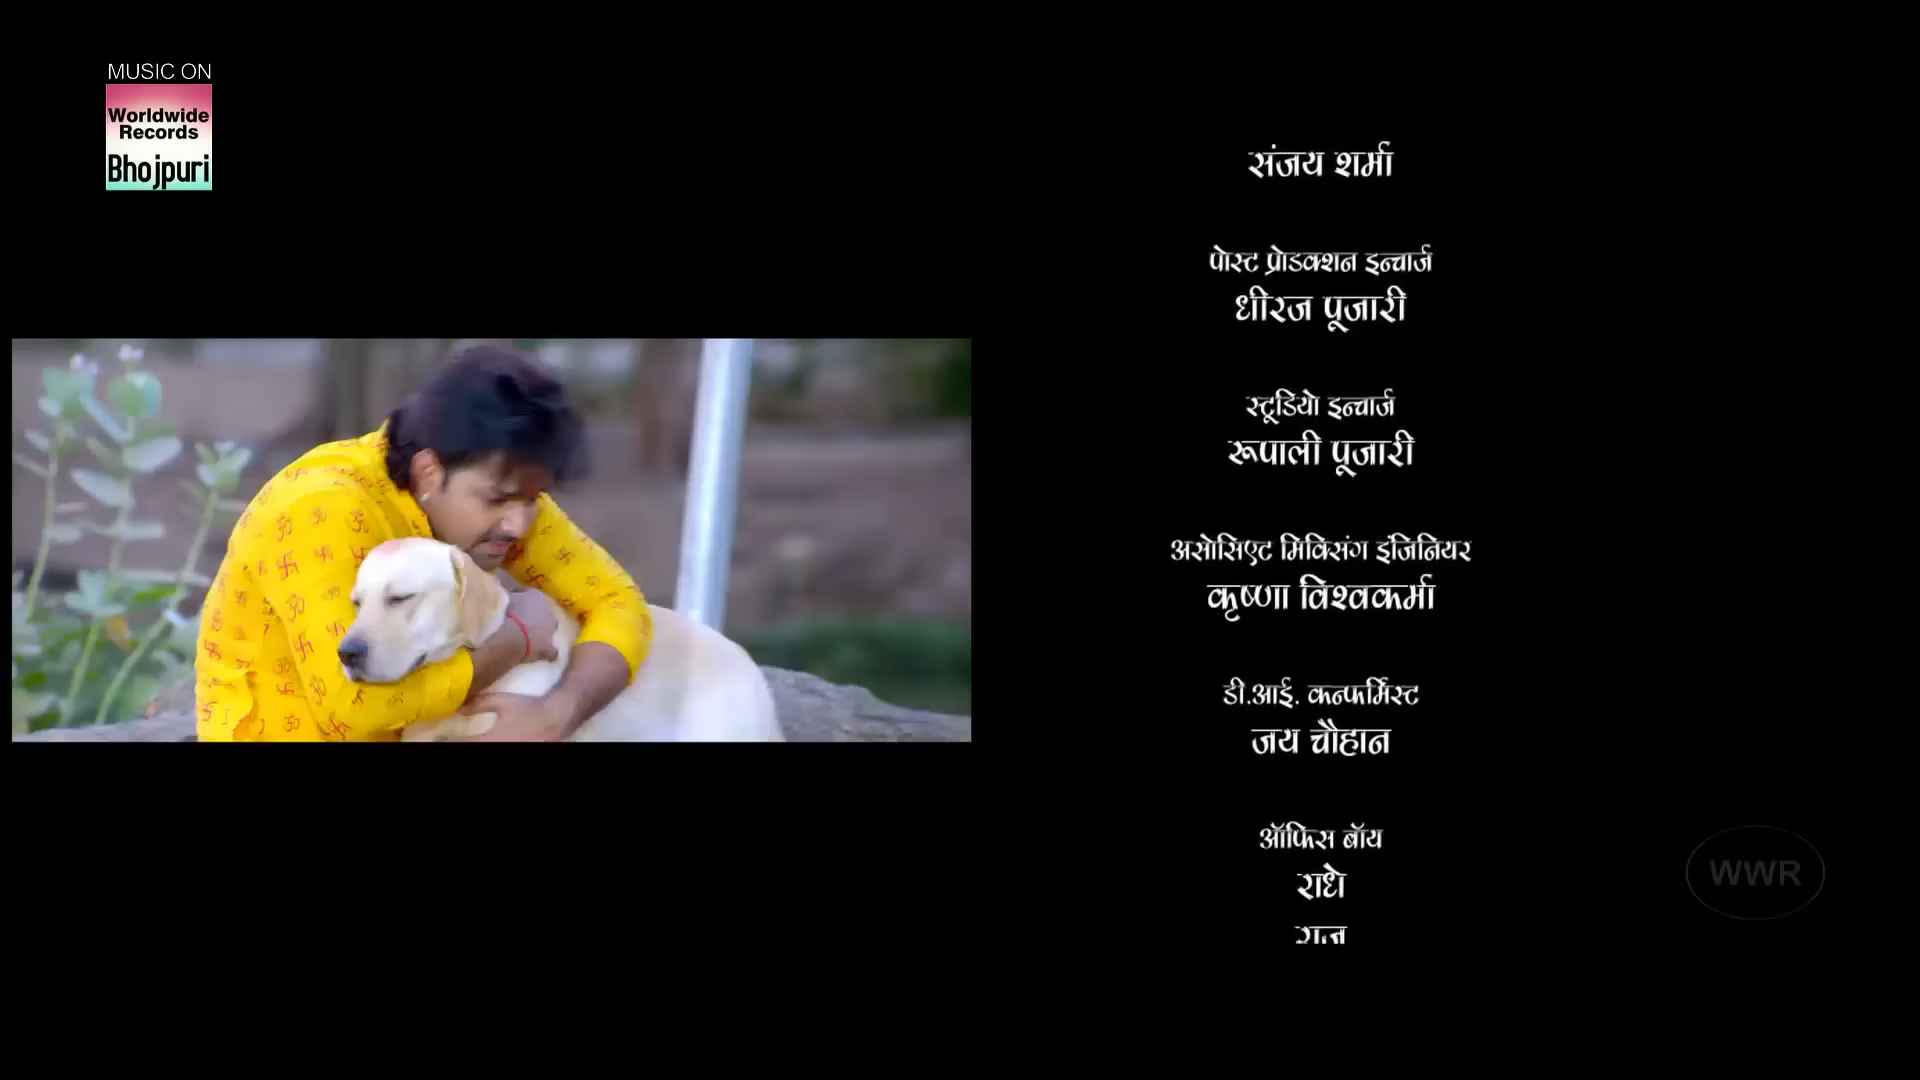 MUSIC ON
Worldwide
Records
Bhojpuri
संजय शर्मा
पोस्ट प्रोडक्शन इन्चार्ज
धीरज पूजारी
स्टूडियो इन्चार्ज
रूपाली पूजारी
असोसिएट मिक्सिंग इंजिनियर
कृष्णा विश्वकर्मा
डी.आई. कन्फर्मिस्ट
जय चौहान
ऑफिस बॉय
राधे
WWR